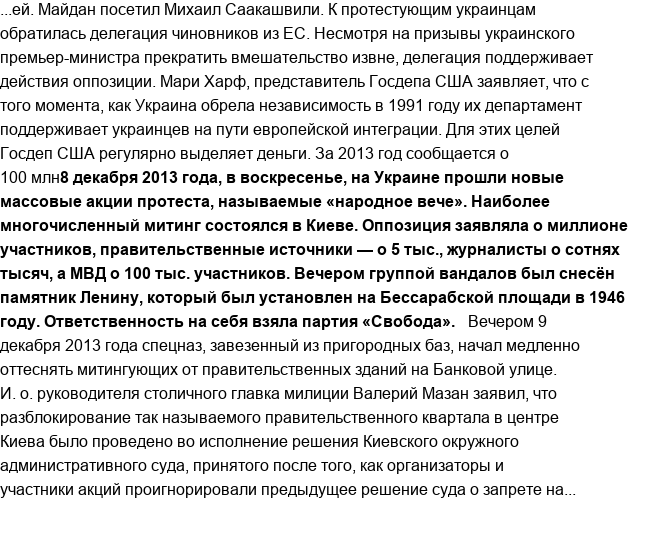 ...ей. Майдан посетил Михаил Саакашвили. К протестующим украинцам
обратилась делегация чиновников из ЕС. Несмотря на призывы украинского
премьер-министра прекратить вмешательство извне, делегация поддерживает
действия оппозиции. Мари Харф, представитель Госдепа США заявляет, что с
того момента, как Украина обрела независимость в 1991 году их департамент
поддерживает украинцев на пути европейской интеграции. Для этих целей
Госдеп США регулярно выделяет деньги. За 2013 год сообщается о
100 млн8 декабря 2013 года, в воскресенье, на Украине прошли новые
массовые акции протеста, называемые «народное вече». Наиболее
многочисленный митинг состоялся в Киеве. Оппозиция заявляла о миллионе
участников, правительственные источники — о 5 тыс., журналисты о сотнях
тысяч, а МВД о 100 тыс. участников. Вечером группой вандалов был снесён
памятник Ленину, который был установлен на Бессарабской площади в 1946
году. Ответственность на себя взяла партия «Свобода».   Вечером 9
декабря 2013 года спецназ, завезенный из пригородных баз, начал медленно
оттеснять митингующих от правительственных зданий на Банковой улице.
И. о. руководителя столичного главка милиции Валерий Мазан заявил, что
разблокирование так называемого правительственного квартала в центре
Киева было проведено во исполнение решения Киевского окружного
административного суда, принятого после того, как организаторы и
участники акций проигнорировали предыдущее решение суда о запрете на...